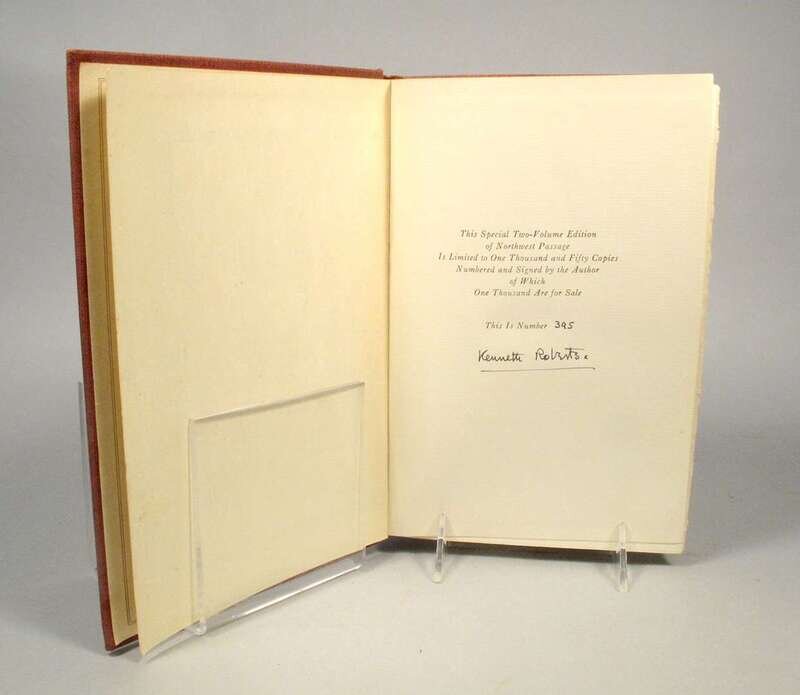 This Special Two-Volume Edition
of Northwest Passage
Is Limited to One Thousand and Fifty Copies
Numbered and Signed by the Author
of Which
One Thousand Are for Sale
This Is Number 395
Kenneth Roberts.